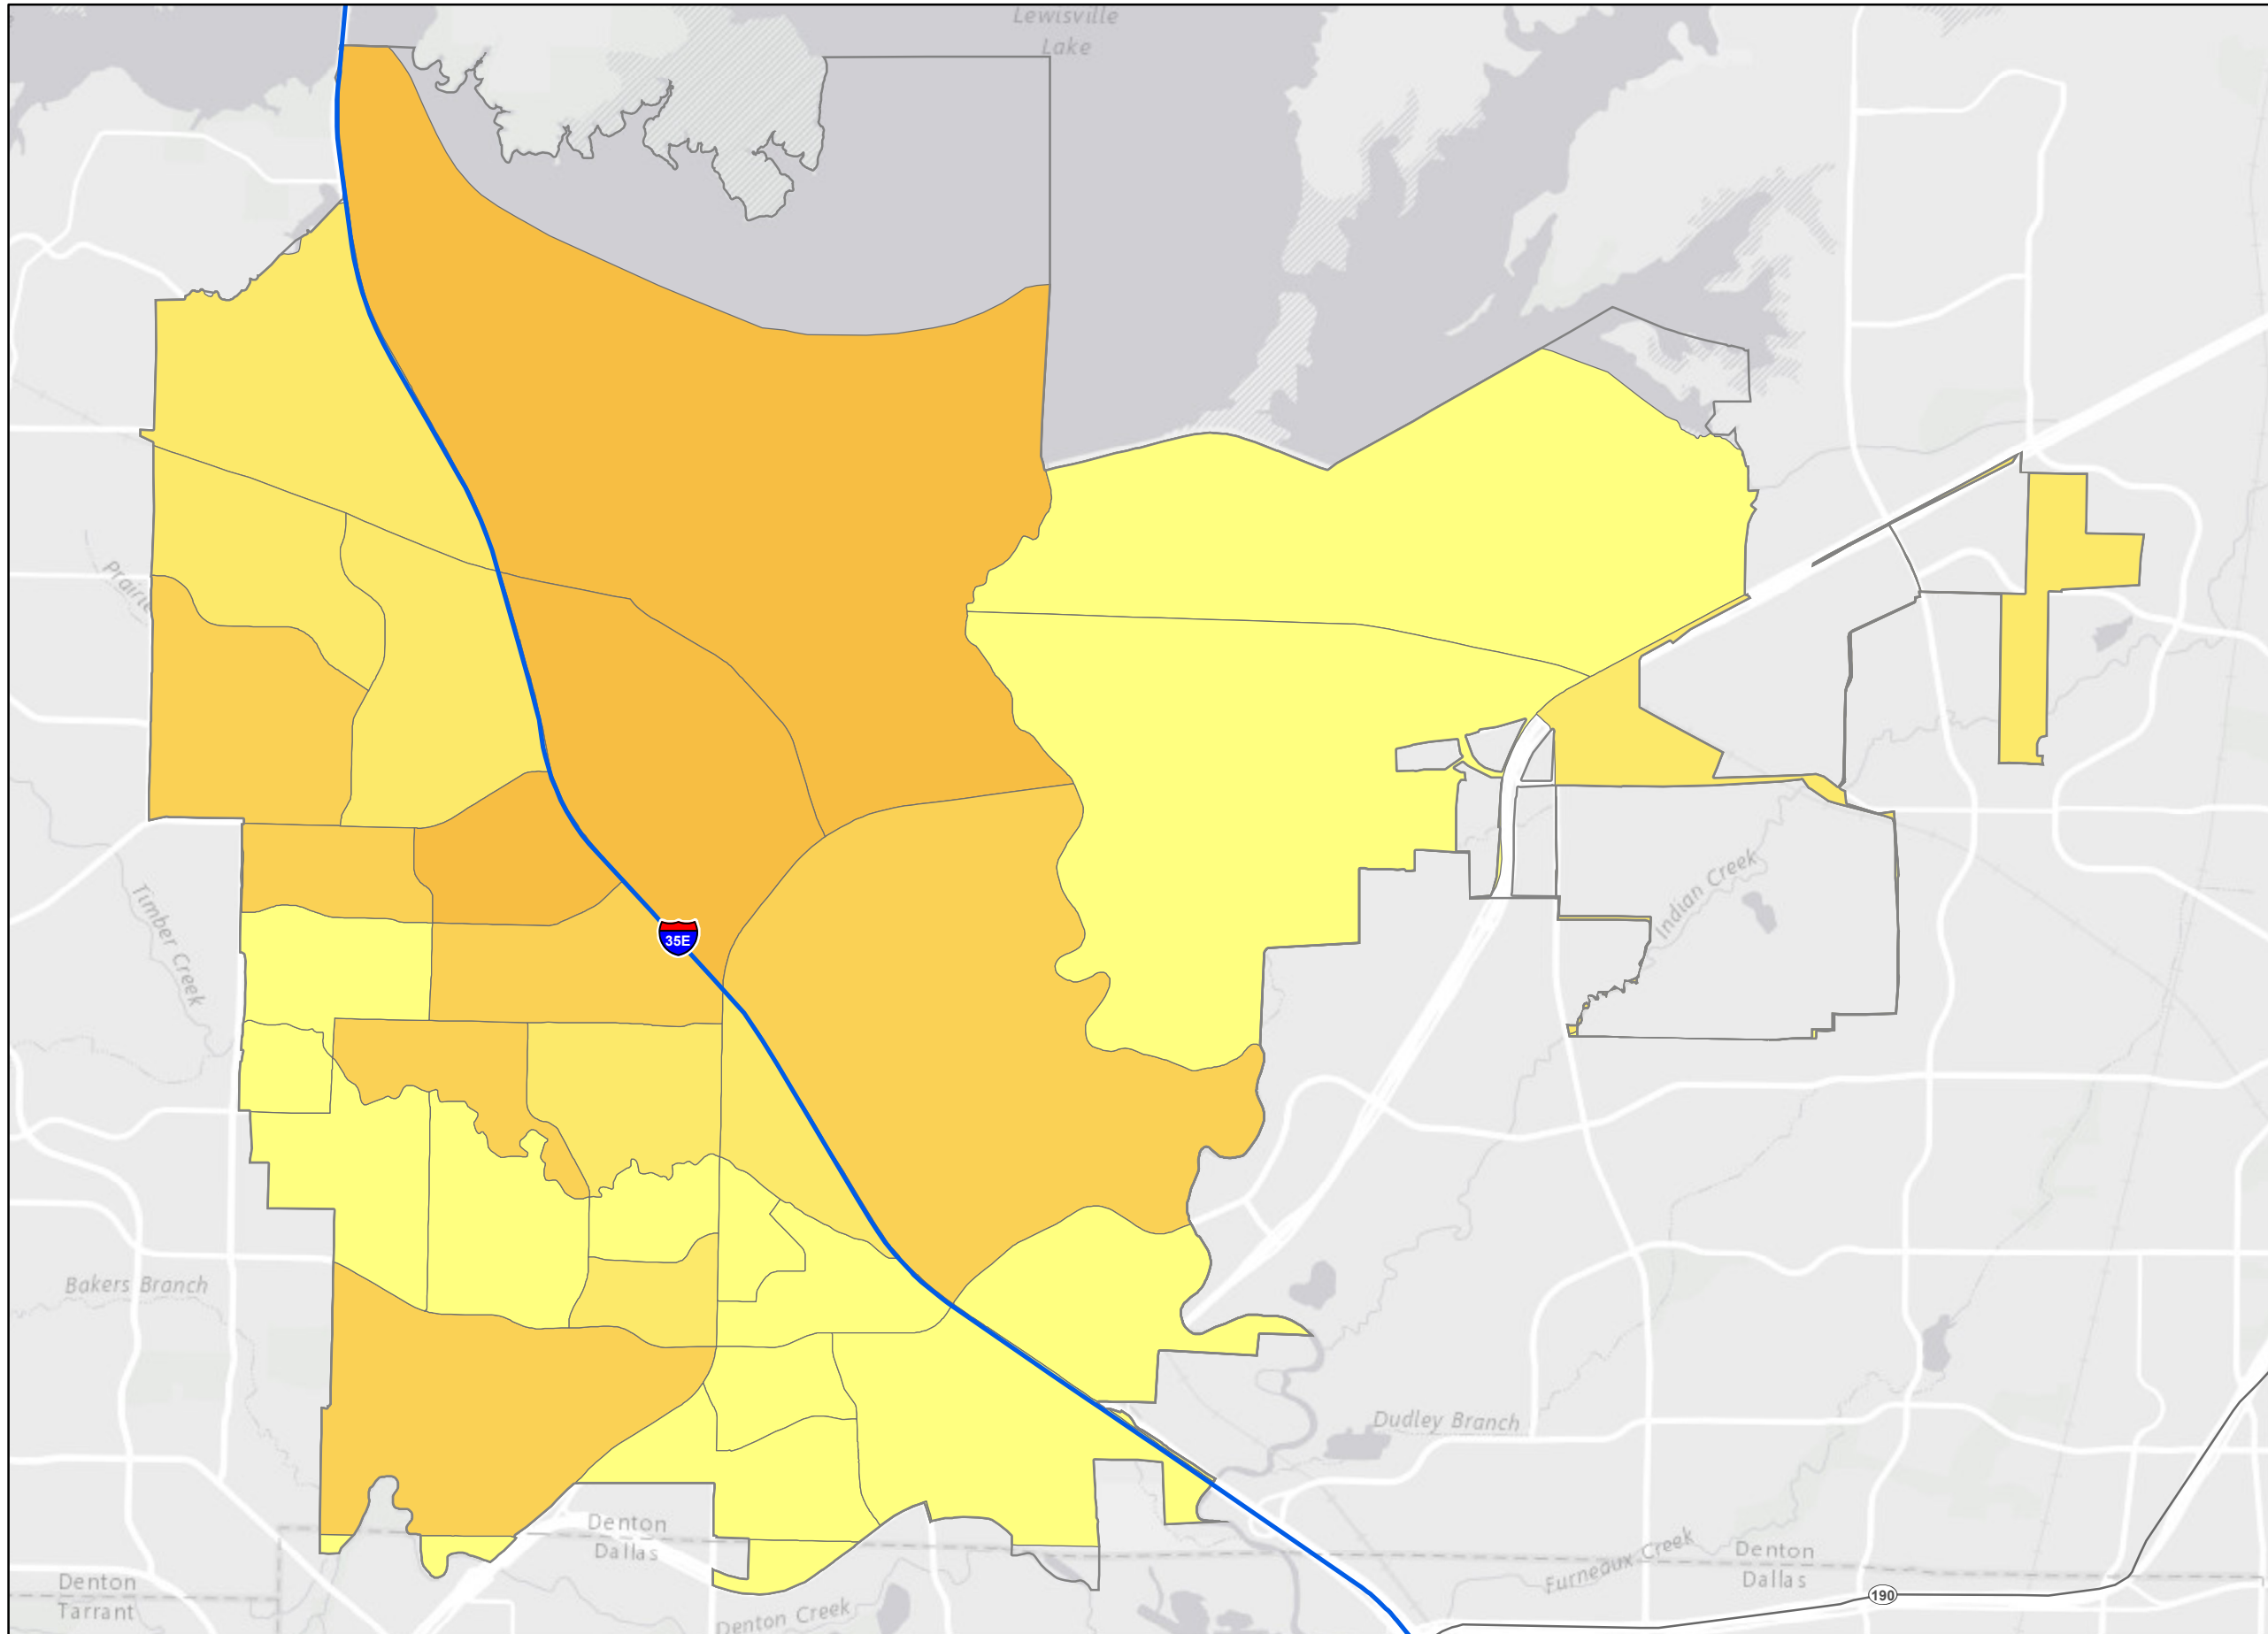 Lewisville
Lake
Prairie
Timber Creek
35E
Indian Creek
Bakers Branch
Dudley Branch
Denton
Dallas
Furneaux Creek
Denton
Dallas
Denton
Tarrant
Denton Creek
190